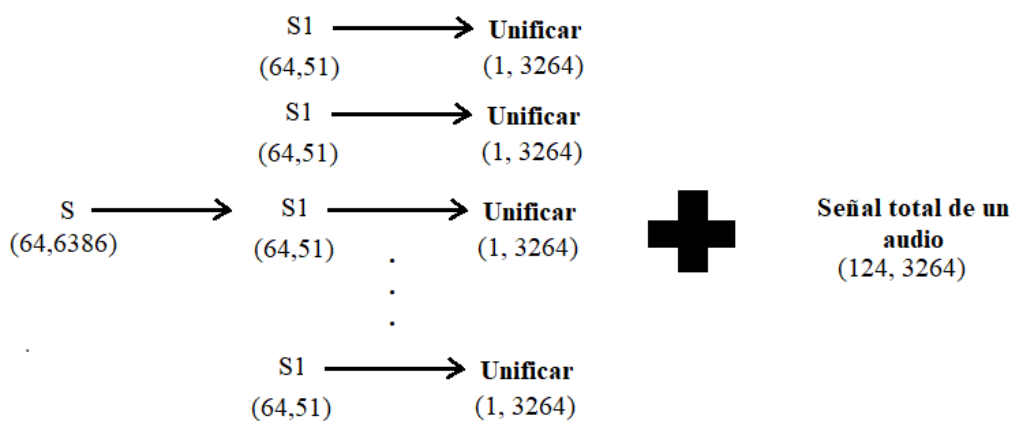 S1 Unificar
(64,51) (1, 3264)
S1 Unificar
(64,51) (1, 3264)
S S1 Unificar Señal total de un
(64,6386) (64,51) (1, 3264) audio
(124, 3264)
.
.
.
S1 Unificar
(64,51) (1, 3264)